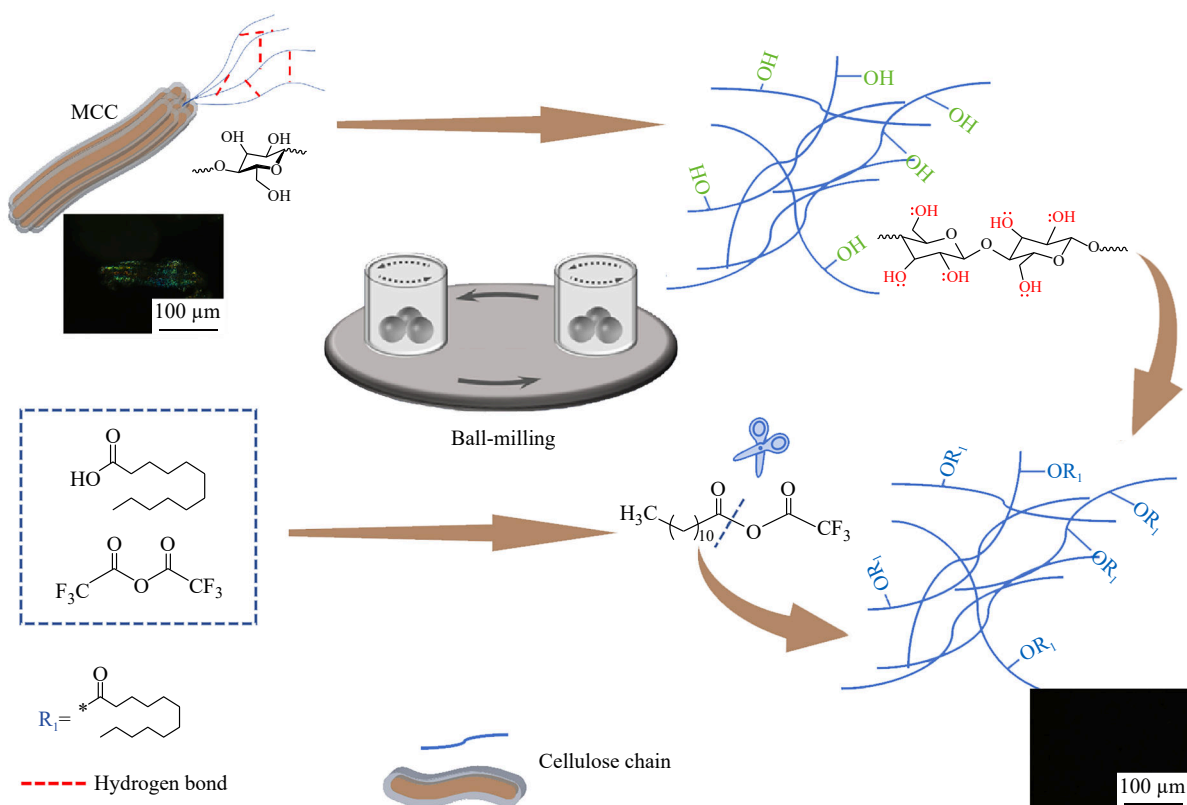 MCC
HO
OH
O
O
OH
OH
100 µm
OH
OH
OH
OH
OH
OH
:OH
HO
:OH
O
O
O
O
O
HO
:OH
OH
Ball-milling
O
HO
O
O
F₃C
O
CF₃
H₃C
10
O
O
O
CF₃
OR₁
OR₁
OR₁
OR₁
OR₁
OR₁
R₁=
*
O
Hydrogen bond
Cellulose chain
100 µm